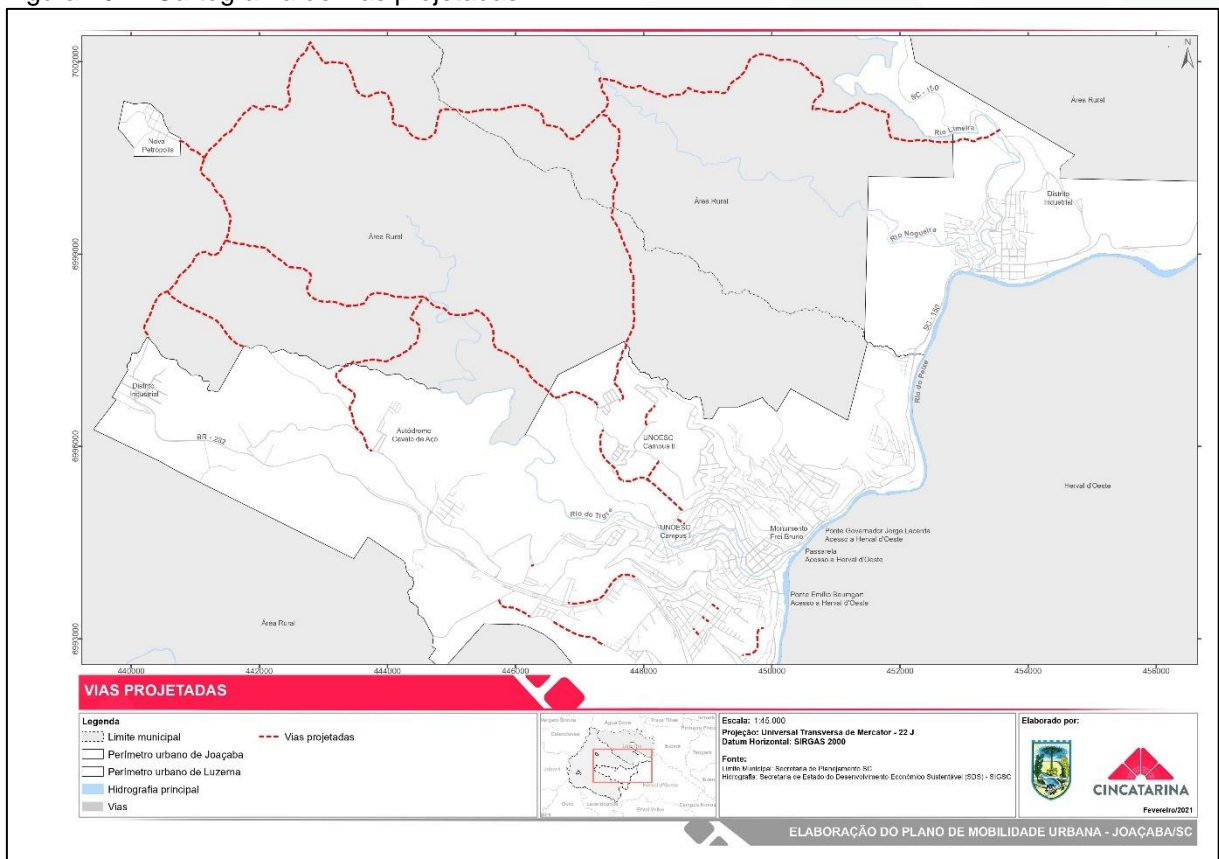 N
7002000
SC - 150
Área Rural
Rio Limeira
Nova
Petrópolis
Área Rural
Distrito
Industrial
Área Rural
Rio Nogueira
6999000
SC - 150
Rio do Peixe
Distrito
Industrial
BR - 282
Autódromo
Cavalo de Aço
UNOESC
Campus II
6996000
Herval d'Oeste
Rio do Tigre
UNOESC
Campus I
Monumento
Frei Bruno
Ponte Governador Jorge Lacerda
Acesso a Herval d'Oeste
Passarela
Acesso a Herval d'Oeste
Ponte Emílio Baumgart
Acesso a Herval d'Oeste
Área Rural
6993000
440000 442000 444000 446000 448000 450000 452000 454000 456000
VIAS PROJETADAS
Legenda
Limite municipal
Vias projetadas
Perímetro urbano de Joaçaba
Perímetro urbano de Luzerna
Hidrografia principal
Vias
Escala: 1:45.000
Projeção: Universal Transversa de Mercator - 22 J
Datum Horizontal: SIRGAS 2000
Fonte:
Limite Municipal: Secretaria do Planejamento SC
Hidrografia: Secretaria de Estado do Desenvolvimento Econômico Sustentável (SDS) - SIGSC
Elaborado por:
CINCATARINA
Fevereiro/2021
ELABORAÇÃO DO PLANO DE MOBILIDADE URBANA - JOAÇABA/SC